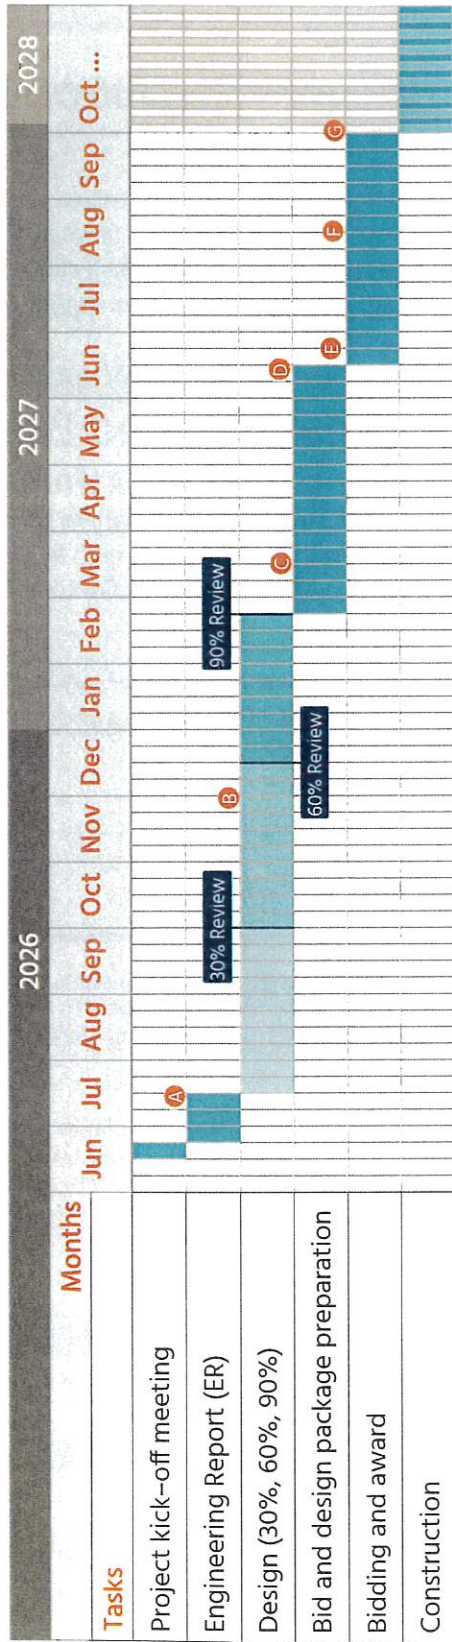 2026 2027 2028
Months Jun Jul Aug Sep Oct Nov Dec Jan Feb Mar Apr May Jun Jul Aug Sep Oct ...
Tasks
Project kick-off meeting
A
Engineering Report (ER)
30% Review B 90% Review
Design (30%, 60%, 90%)
C D
Bid and design package preparation
60% Review E F G
Bidding and award
Construction